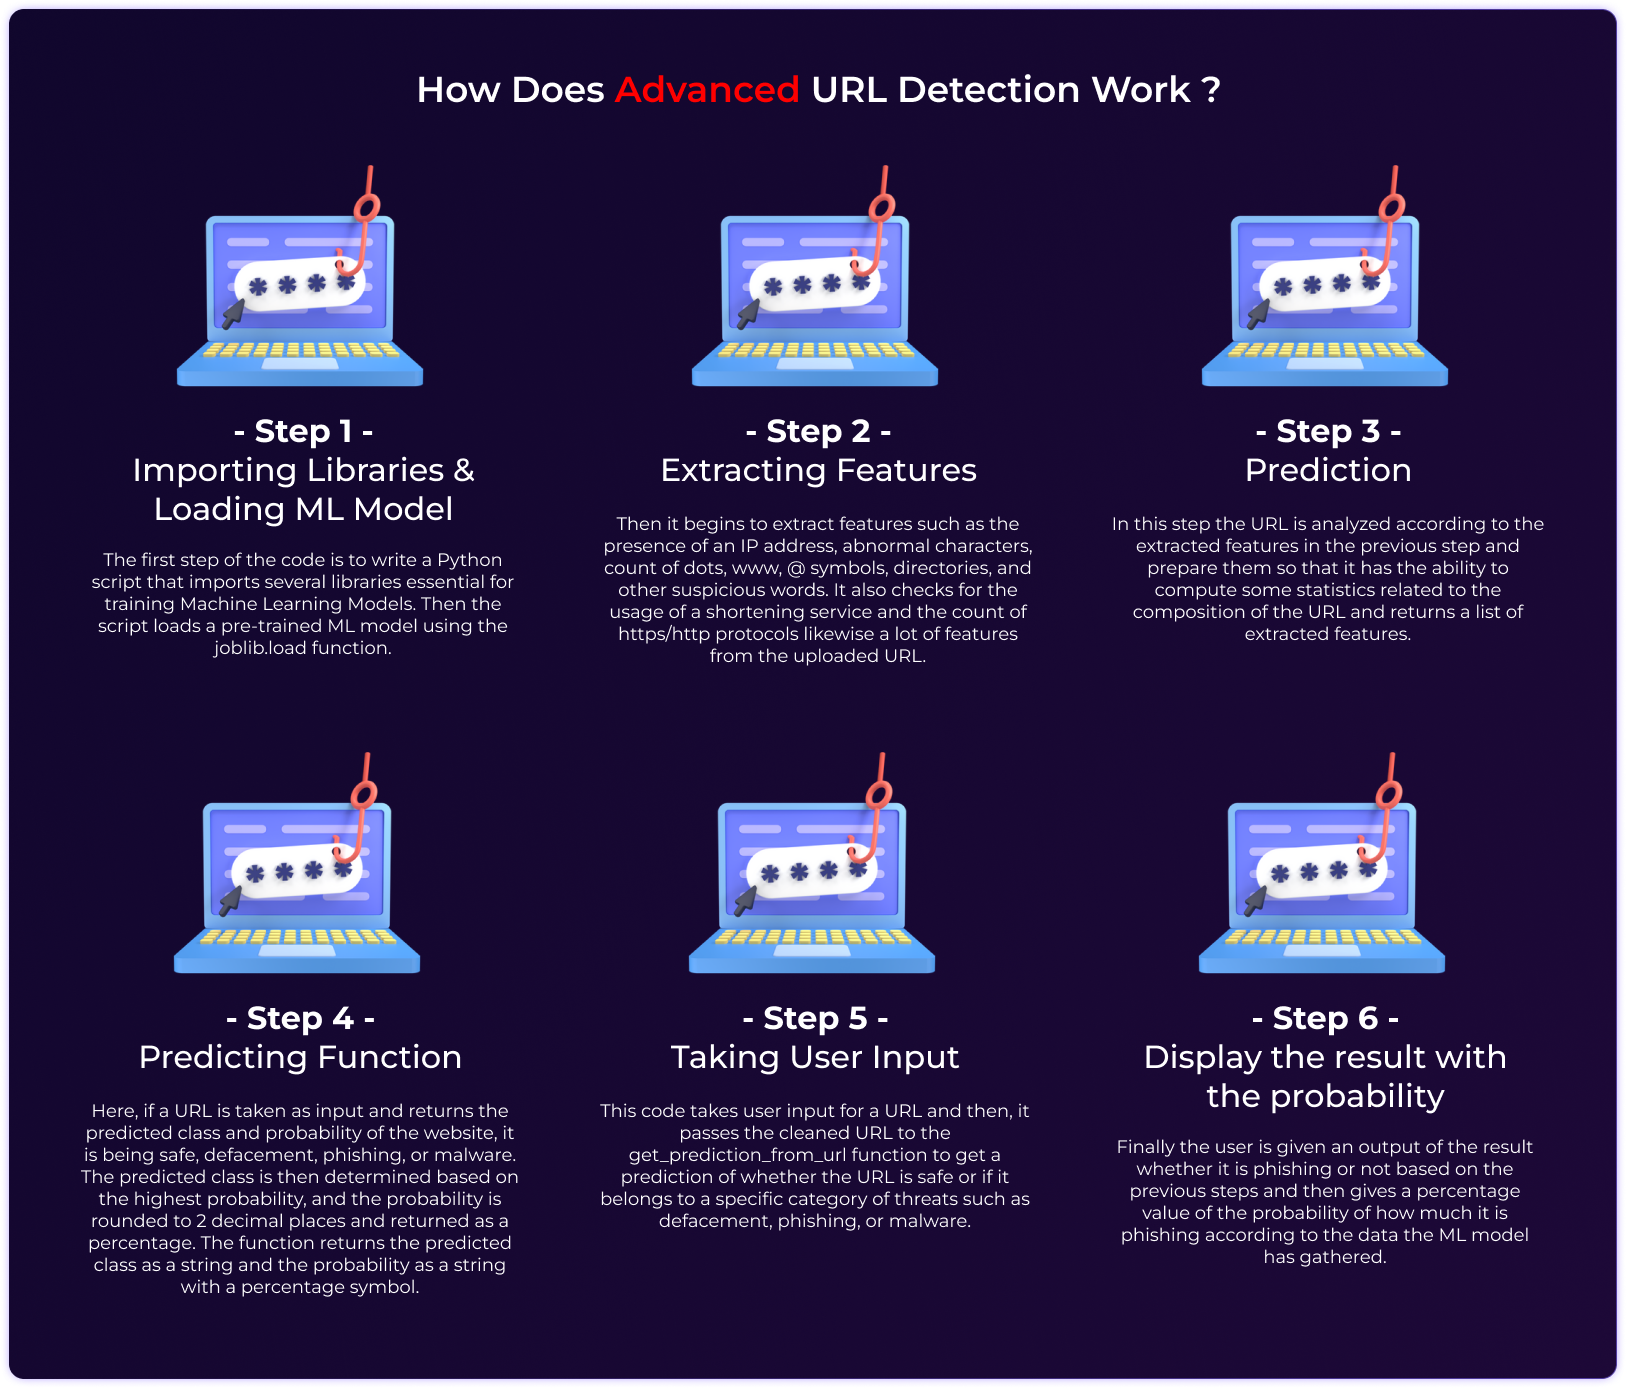 How Does Advanced URL Detection Work ?
- Step 1 -
Importing Libraries &
Loading ML Model
The first step of the code is to write a Python
script that imports several libraries essential for
training Machine Learning Models. Then the
script loads a pre-trained ML model using the
joblib.load function.
- Step 2 -
Extracting Features
Then it begins to extract features such as the
presence of an IP address, abnormal characters,
count of dots, www, @ symbols, directories, and
other suspicious words. It also checks for the
usage of a shortening service and the count of
https/http protocols likewise a lot of features
from the uploaded URL.
- Step 3 -
Prediction
In this step the URL is analyzed according to the
extracted features in the previous step and
prepare them so that it has the ability to
compute some statistics related to the
composition of the URL and returns a list of
extracted features.
- Step 4 -
Predicting Function
Here, if a URL is taken as input and returns the
predicted class and probability of the website, it
is being safe, defacement, phishing, or malware.
The predicted class is then determined based on
the highest probability, and the probability is
rounded to 2 decimal places and returned as a
percentage. The function returns the predicted
class as a string and the probability as a string
with a percentage symbol.
- Step 5 -
Taking User Input
This code takes user input for a URL and then, it
passes the cleaned URL to the
get_prediction_from_url function to get a
prediction of whether the URL is safe or if it
belongs to a specific category of threats such as
defacement, phishing, or malware.
- Step 6 -
Display the result with
the probability
Finally the user is given an output of the result
whether it is phishing or not based on the
previous steps and then gives a percentage
value of the probability of how much it is
phishing according to the data the ML model
has gathered.